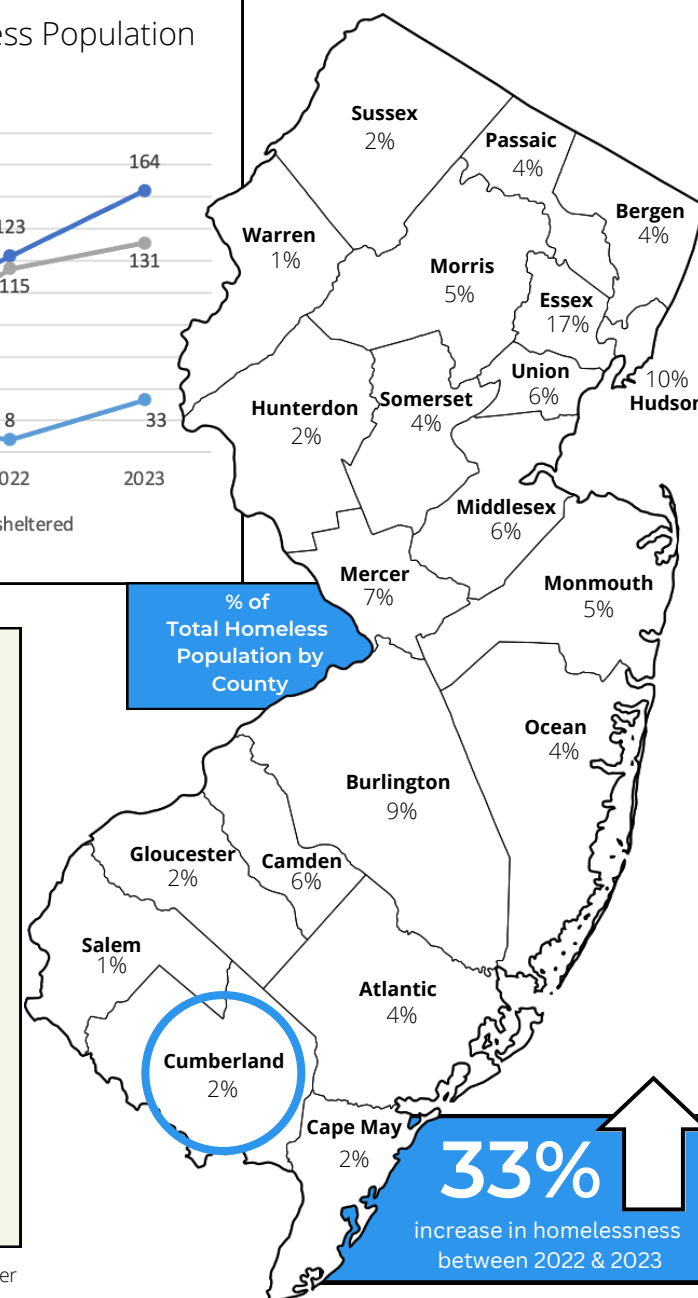 ess Population
164
123
131
115
8
33
022
2023
sheltered
Sussex
2%
Passaic
4%
Bergen
4%
Warren
1%
Morris
5%
Essex
17%
Union
6%
10%
Hudson
Hunterdon
2%
Somerset
4%
Middlesex
6%
Mercer
7%
Monmouth
5%
% of
Total Homeless
Population by
County
Ocean
4%
Burlington
9%
Gloucester
2%
Camden
6%
Salem
1%
Atlantic
4%
Cumberland
2%
Cape May
2%
33%
increase in homelessness
between 2022 & 2023
er